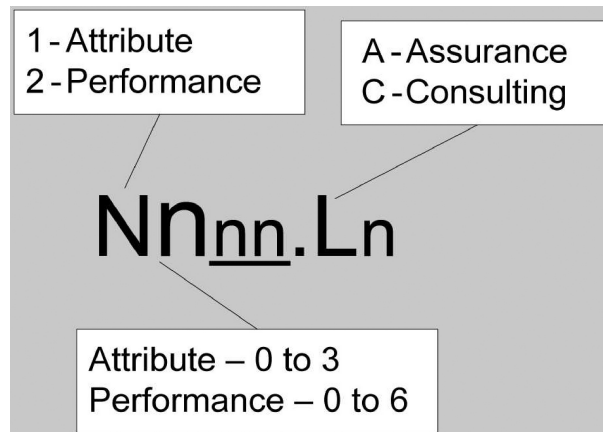 1 - Attribute
2 - Performance
A - Assurance
C - Consulting
Nnnn.Ln
Attribute – 0 to 3
Performance – 0 to 6